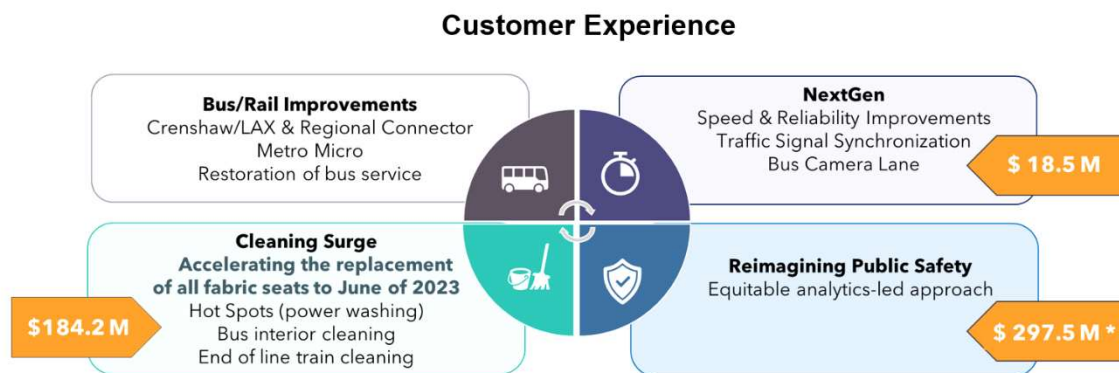 Customer Experience
Bus/Rail Improvements
Crenshaw/LAX & Regional Connector
Metro Micro
Restoration of bus service
NextGen
Speed & Reliability Improvements
Traffic Signal Synchronization
Bus Camera Lane
$ 18.5 M
Cleaning Surge
Accelerating the replacement
of all fabric seats to June of 2023
Hot Spots (power washing)
Bus interior cleaning
End of line train cleaning
$184.2 M
Reimagining Public Safety
Equitable analytics-led approach
$ 297.5 M *